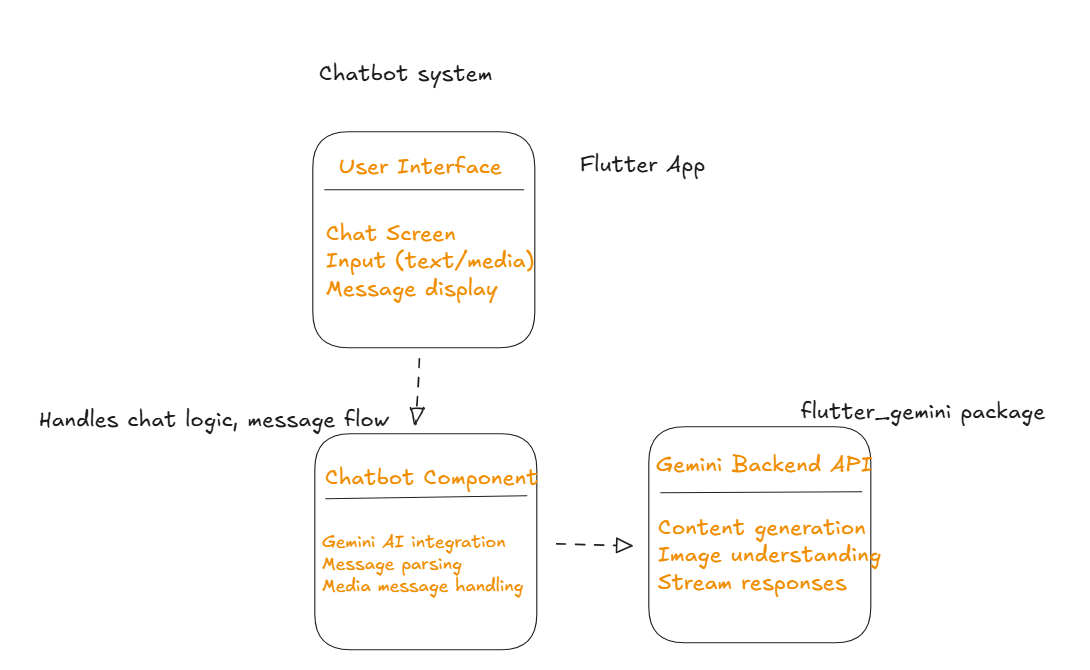 Chatbot system
User Interface
Flutter App
Chat Screen
Input (text/media)
Message display
Handles chat logic, message flow
flutter_gemini package
Chatbot Component
Gemini AI integration
Message parsing
Media message handling
Gemini Backend API
Content generation
Image understanding
Stream responses